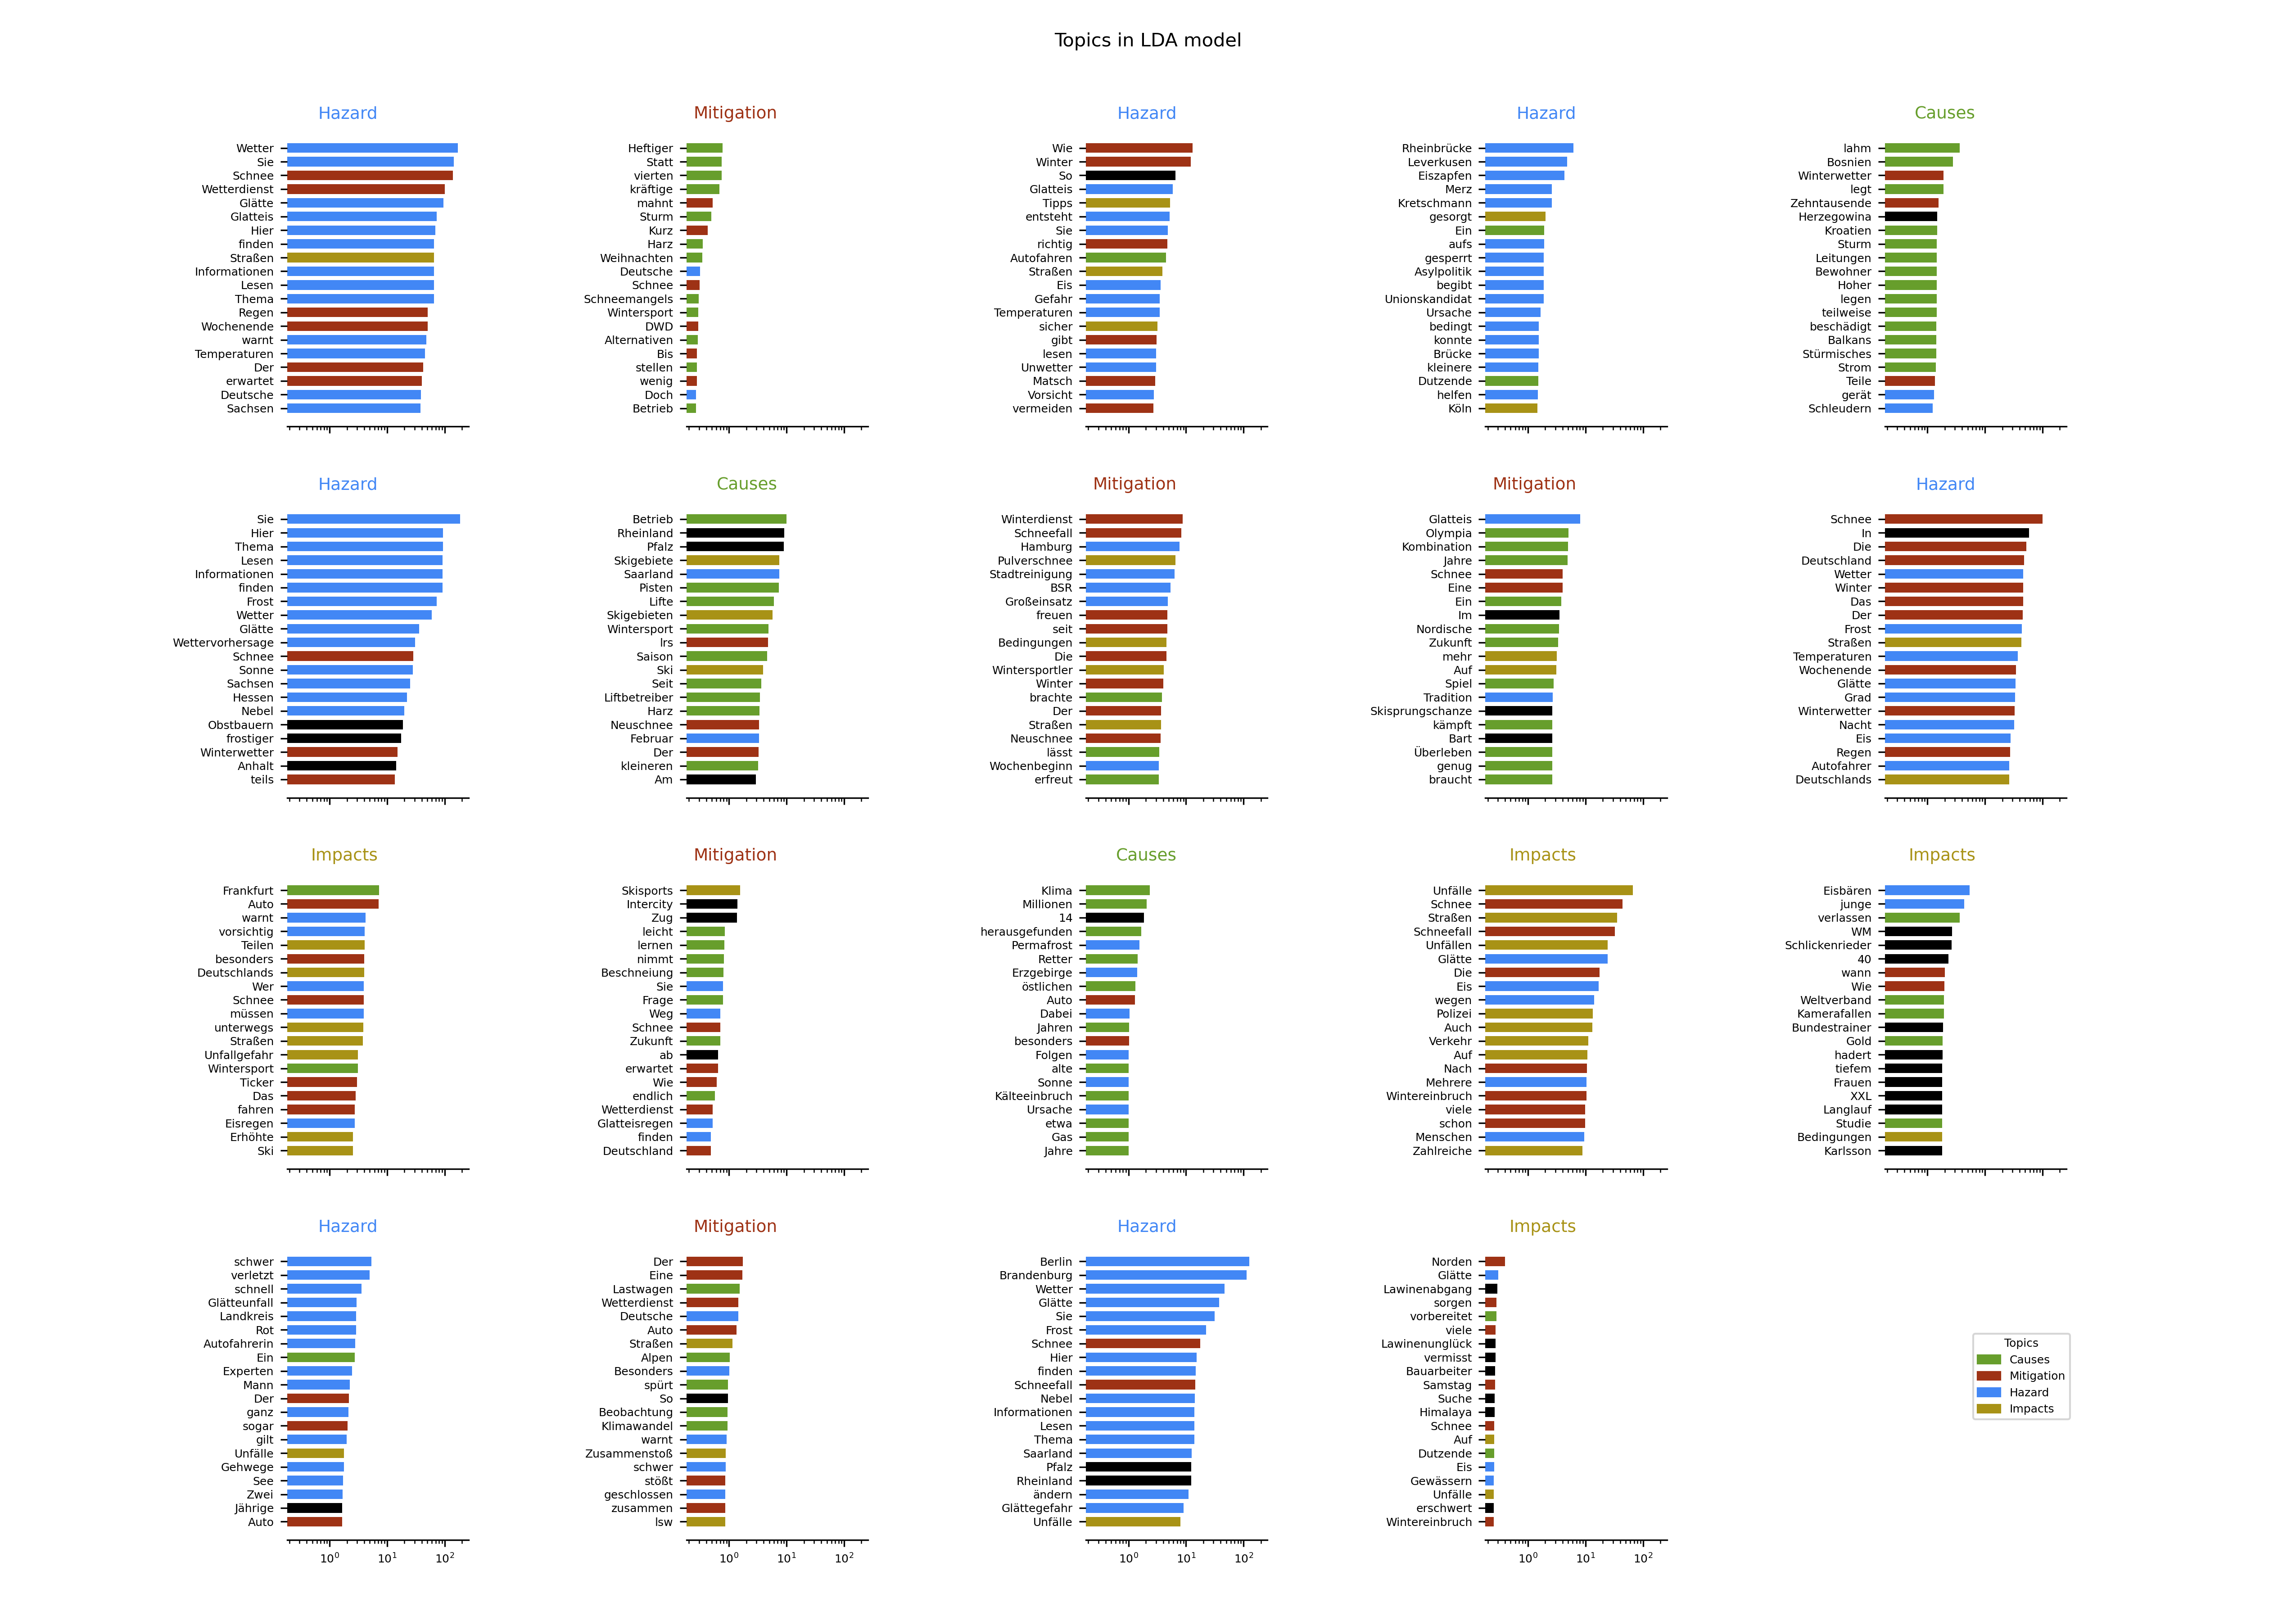 Topics in LDA model
Hazard
Wetter
Sie
Schnee
Wetterdienst
Glätte
Glatteis
Hier
finden
Straßen
Informationen
Lesen
Thema
Regen
Wochenende
warnt
Temperaturen
Der
erwartet
Deutsche
Sachsen
Mitigation
Heftiger
Statt
vierten
kräftige
mahnt
Sturm
Kurz
Harz
Weihnachten
Deutsche
Schnee
Schneemangels
Wintersport
DWD
Alternativen
Bis
stellen
wenig
Doch
Betrieb
Hazard
Wie
Winter
So
Glatteis
Tipps
entsteht
Sie
richtig
Autofahren
Straßen
Eis
Gefahr
Temperaturen
sicher
gibt
lesen
Unwetter
Matsch
Vorsicht
vermeiden
Hazard
Rheinbrücke
Leverkusen
Eiszapfen
Merz
Kretschmann
gesorgt
Ein
aufs
gesperrt
Asylpolitik
begibt
Unionskandidat
Ursache
bedingt
konnte
Brücke
kleinere
Dutzende
helfen
Köln
Causes
lahm
Bosnien
Winterwetter
legt
Zehntausende
Herzegowina
Kroatien
Sturm
Leitungen
Bewohner
Hoher
legen
teilweise
beschädigt
Balkans
Stürmisches
Strom
Teile
gerät
Schleudern
Hazard
Sie
Hier
Thema
Lesen
Informationen
finden
Frost
Wetter
Glätte
Wettervorhersage
Schnee
Sonne
Sachsen
Hessen
Nebel
Obstbauern
frostiger
Winterwetter
Anhalt
teils
Causes
Betrieb
Rheinland
Pfalz
Skigebiete
Saarland
Pisten
Lifte
Skigebieten
Wintersport
lrs
Saison
Ski
Seit
Liftbetreiber
Harz
Neuschnee
Februar
Der
kleineren
Am
Mitigation
Winterdienst
Schneefall
Hamburg
Pulverschnee
Stadtreinigung
BSR
Großeinsatz
freuen
seit
Bedingungen
Die
Wintersportler
Winter
brachte
Der
Straßen
Neuschnee
lässt
Wochenbeginn
erfreut
Mitigation
Glatteis
Olympia
Kombination
Jahre
Schnee
Eine
Ein
Im
Nordische
Zukunft
mehr
Auf
Spiel
Tradition
Skisprungschanze
kämpft
Bart
Überleben
genug
braucht
Hazard
Schnee
In
Die
Deutschland
Wetter
Winter
Das
Der
Frost
Straßen
Temperaturen
Wochenende
Glätte
Grad
Winterwetter
Nacht
Eis
Regen
Autofahrer
Deutschlands
Impacts
Frankfurt
Auto
warnt
vorsichtig
Teilen
besonders
Deutschlands
Wer
Schnee
müssen
unterwegs
Straßen
Unfallgefahr
Wintersport
Ticker
Das
fahren
Eisregen
Erhöhte
Ski
Mitigation
Skisports
Intercity
Zug
leicht
lernen
nimmt
Beschneiung
Sie
Frage
Weg
Schnee
Zukunft
ab
erwartet
Wie
endlich
Wetterdienst
Glatteisregen
finden
Deutschland
Causes
Klima
Millionen
14
herausgefunden
Permafrost
Retter
Erzgebirge
östlichen
Auto
Dabei
Jahren
besonders
Folgen
alte
Sonne
Kälteeinbruch
Ursache
etwa
Gas
Jahre
Impacts
Unfälle
Schnee
Straßen
Schneefall
Unfällen
Glätte
Die
Eis
wegen
Polizei
Auch
Verkehr
Auf
Nach
Mehrere
Wintereinbruch
viele
schon
Menschen
Zahlreiche
Impacts
Eisbären
junge
verlassen
WM
Schlickenrieder
40
wann
Wie
Weltverband
Kamerafallen
Bundestrainer
Gold
hadert
tiefem
Frauen
XXL
Langlauf
Studie
Bedingungen
Karlsson
Hazard
schwer
verletzt
schnell
Glätteunfall
Landkreis
Rot
Autofahrerin
Ein
Experten
Mann
Der
ganz
sogar
gilt
Unfälle
Gehwege
See
Zwei
Jährige
Auto
10⁰ 10¹ 10²
Mitigation
Der
Eine
Lastwagen
Wetterdienst
Deutsche
Auto
Straßen
Alpen
Besonders
spürt
So
Beobachtung
Klimawandel
warnt
Zusammenstoß
schwer
stößt
geschlossen
zusammen
lsw
10⁰ 10¹ 10²
Hazard
Berlin
Brandenburg
Wetter
Glätte
Sie
Frost
Schnee
Hier
finden
Schneefall
Nebel
Informationen
Lesen
Thema
Saarland
Pfalz
Rheinland
ändern
Glättegefahr
Unfälle
10⁰ 10¹ 10²
Impacts
Norden
Glätte
Lawinenabgang
sorgen
vorbereitet
viele
Lawinenunglück
vermisst
Bauarbeiter
Samstag
Suche
Himalaya
Schnee
Auf
Dutzende
Eis
Gewässern
Unfälle
erschwert
Wintereinbruch
10⁰ 10¹ 10²
Topics
Causes
Mitigation
Hazard
Impacts